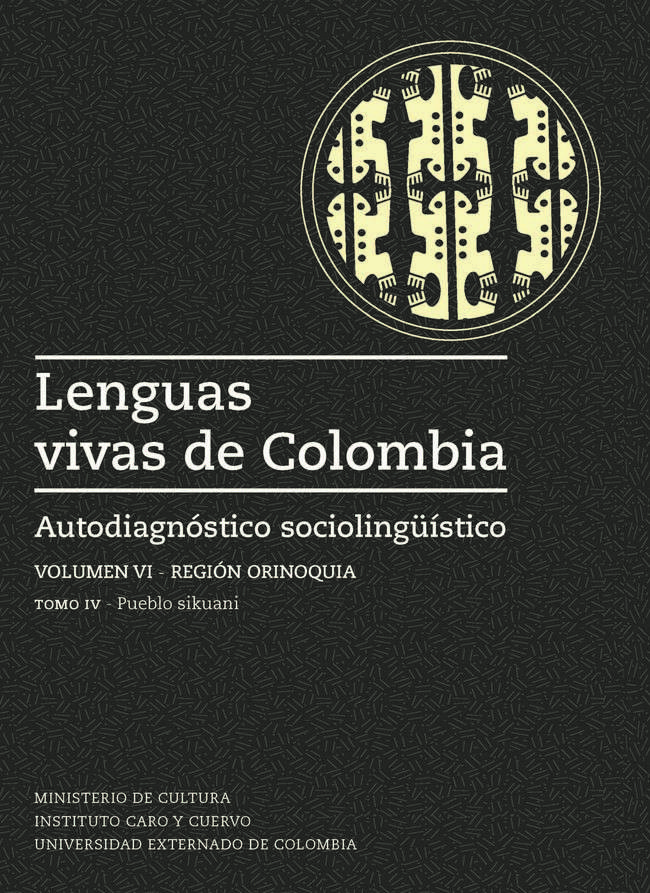 Lenguas
vivas de Colombia
Autodiagnóstico sociolingüístico
VOLUMEN VI - REGIÓN ORINOQUIA
TOMO IV - Pueblo sikuani
MINISTERIO DE CULTURA
INSTITUTO CARO Y CUERVO
UNIVERSIDAD EXTERNADO DE COLOMBIA